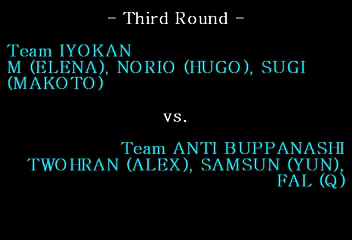 - Third Round -
Team IYOKAN
M (ELENA), NORIO (HUGO), SUGI
(MAKOTO)
vs.
Team ANTI BUPPANASHI
TWOHRAN (ALEX), SAMSUN (YUN),
FAL (Q)